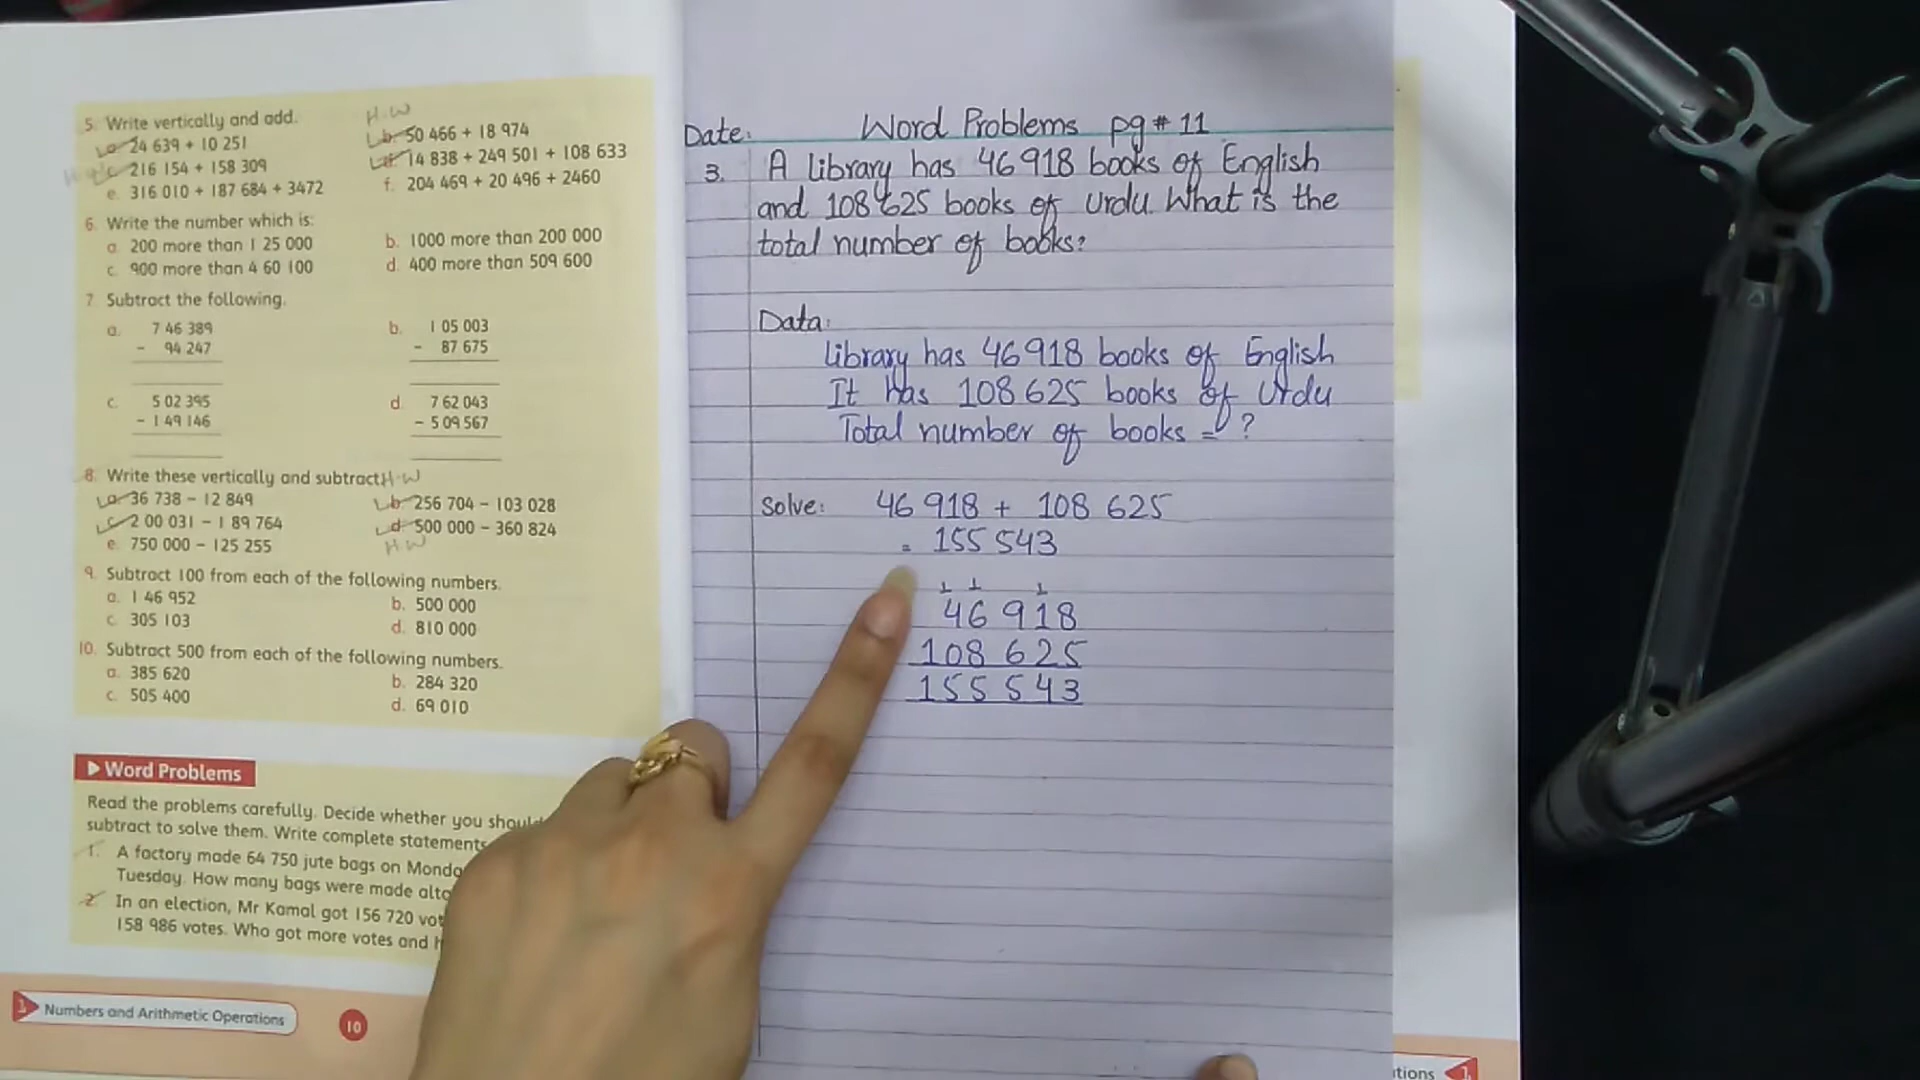 5. Write vertically and add.
H.W
a. 24 639 + 10 251
b. 50 466 + 18 974
c. 216 154 + 158 309
d. 14 838 + 249 501 + 108 633
e. 316 010 + 187 684 + 3472
f. 204 469 + 20 496 + 2460
6. Write the number which is:
a. 200 more than 1 25 000
b. 1000 more than 200 000
c. 900 more than 4 60 100
d. 400 more than 509 600
7 Subtract the following.
a. 7 46 389
- 94 247
b. 1 05 003
- 87 675
c. 5 02 395
- 1 49 146
d. 7 62 043
- 5 09 567
8. Write these vertically and subtract. H.W
a. 36 738 - 12 849
b. 256 704 - 103 028
c. 2 00 031 - 1 89 764
d. 500 000 - 360 824
e. 750 000 - 125 255
H.W
9. Subtract 100 from each of the following numbers.
a. 1 46 952
b. 500 000
c. 305 103
d. 810 000
10. Subtract 500 from each of the following numbers.
a. 385 620
b. 284 320
c. 505 400
d. 69 010
Word Problems
Read the problems carefully. Decide whether you
subtract to solve them. Write complete statements
1. A factory made 64 750 jute bags on
Tuesday. How many bags were made
2. In an election, Mr Kamal got 156 720
158 986 votes. Who got more votes and
1 Numbers and Arithmetic Operations
10
Date: Word Problems pg # 11
3. A library has 46 918 books of English
and 108 625 books of Urdu. What is the
total number of books?
Data:
library has 46 918 books of English
It has 108 625 books of Urdu
Total number of books = ?
Solve: 46 918 + 108 625
= 155 543
1 1 1
46 918
108 625
155 543
1